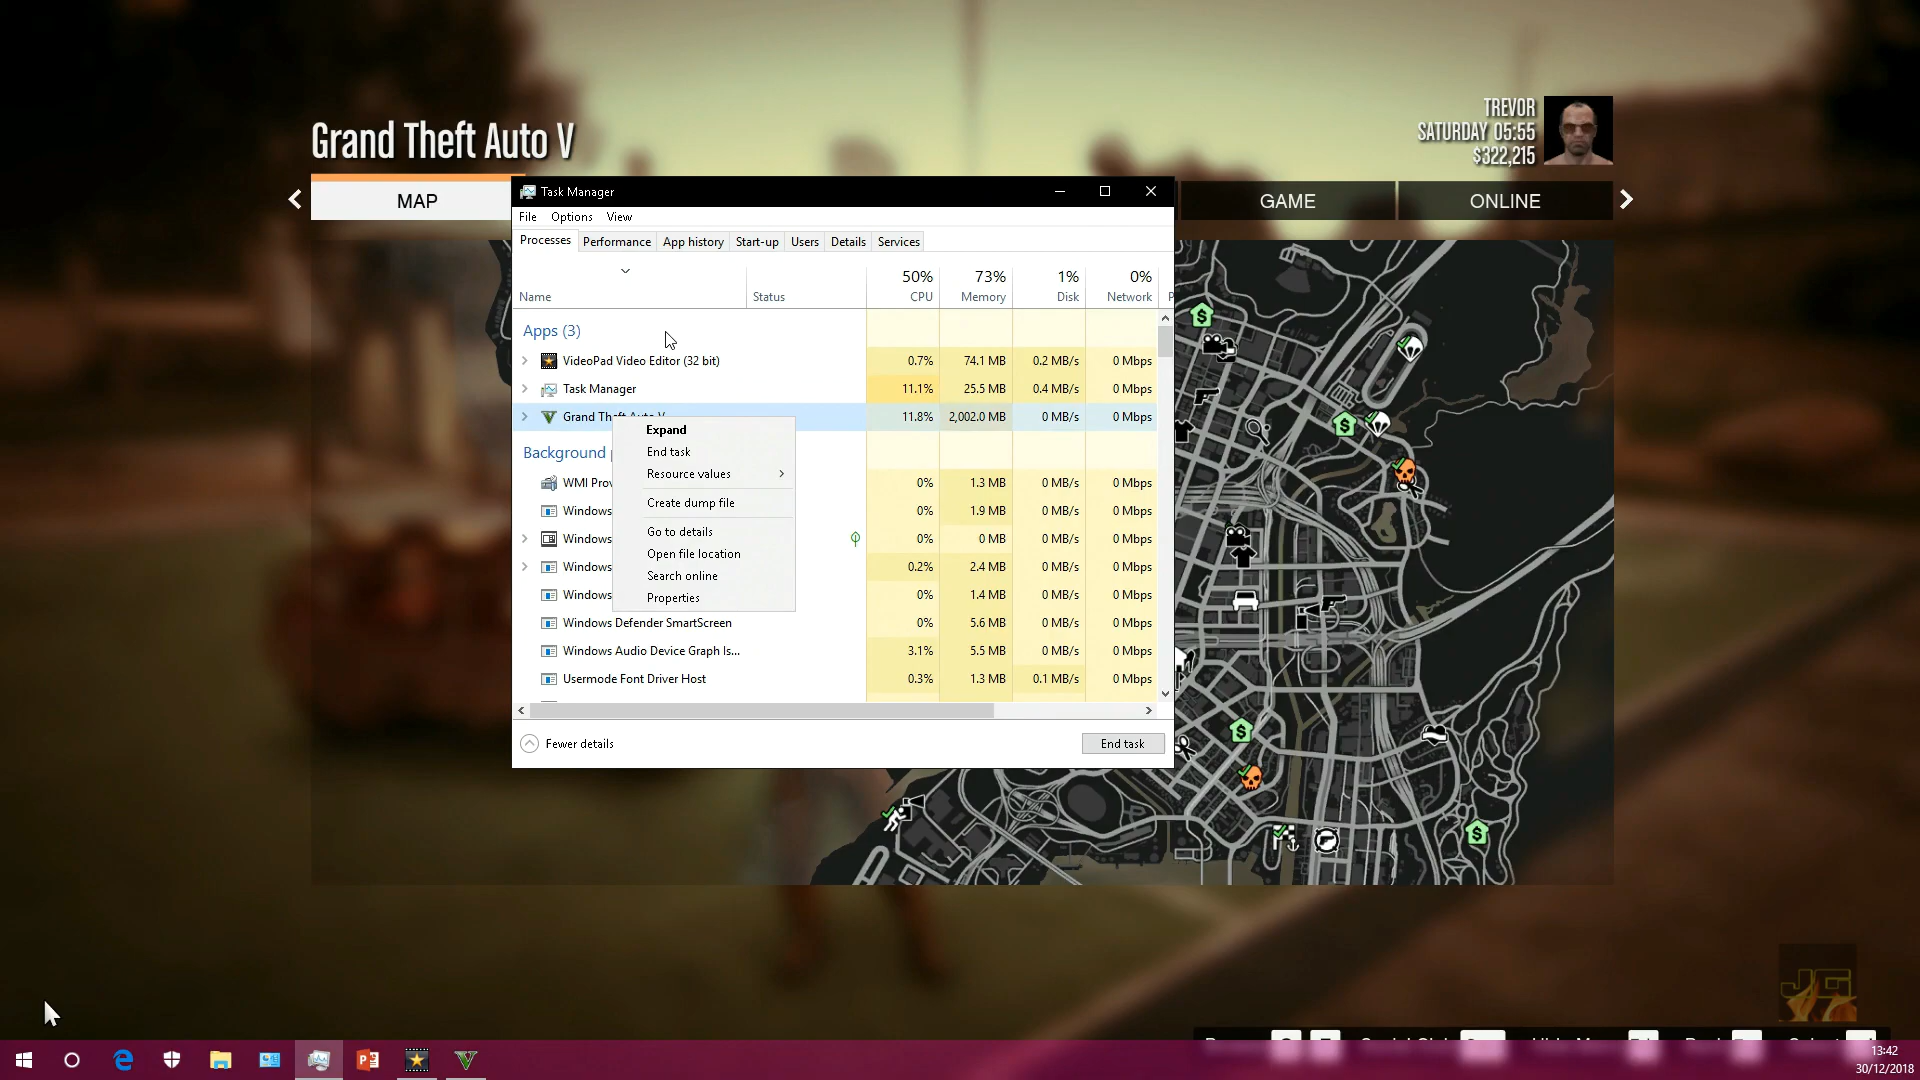 Grand Theft Auto V
TREVOR
SATURDAY 05:55
$322,215
MAP
GAME
ONLINE
Task Manager
File Options View
Processes Performance App history Start-up Users Details Services
50% 73% 1% 0%
Name Status CPU Memory Disk Network P
Apps (3)
VideoPad Video Editor (32 bit) 0.7% 74.1 MB 0.2 MB/s 0 Mbps
Task Manager 11.1% 25.5 MB 0.4 MB/s 0 Mbps
Grand Theft Auto V 11.8% 2,002.0 MB 0 MB/s 0 Mbps
Background
WMI Prov 0% 1.3 MB 0 MB/s 0 Mbps
Windows 0% 1.9 MB 0 MB/s 0 Mbps
Windows 0% 0 MB 0 MB/s 0 Mbps
Windows 0.2% 2.4 MB 0 MB/s 0 Mbps
Windows 0% 1.4 MB 0 MB/s 0 Mbps
Windows Defender SmartScreen 0% 5.6 MB 0 MB/s 0 Mbps
Windows Audio Device Graph Is... 3.1% 5.5 MB 0 MB/s 0 Mbps
Usermode Font Driver Host 0.3% 1.3 MB 0.1 MB/s 0 Mbps
Expand
End task
Resource values
Create dump file
Go to details
Open file location
Search online
Properties
Fewer details
End task
JG
13:42
30/12/2018